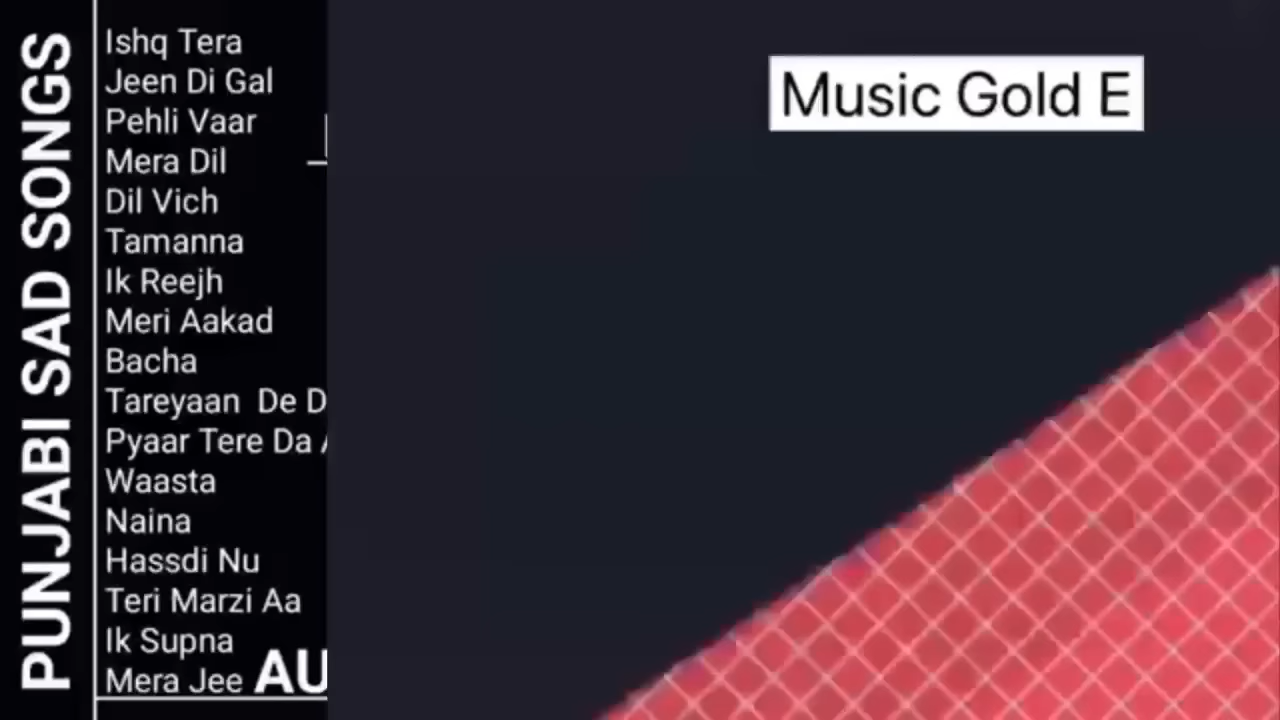 PUNJABI SAD SONGS
Ishq Tera
Jeen Di Gal
Pehli Vaar
Mera Dil
Dil Vich
Tamanna
Ik Reejh
Meri Aakad
Bacha
Tareyaan De D
Pyaar Tere Da
Waasta
Naina
Hassdi Nu
Teri Marzi Aa
Ik Supna
Mera Jee AU
Music Gold E